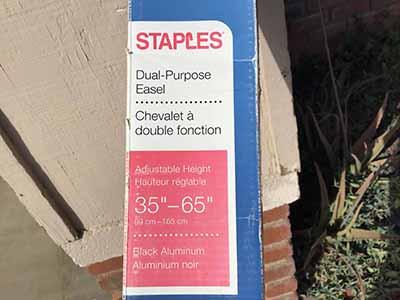 STAPLES
Dual-Purpose
Easel
Chevalet à
double fonction
Adjustable Height
Hauteur réglable
35"–65"
89 cm–165 cm
Black Aluminum
Aluminium noir